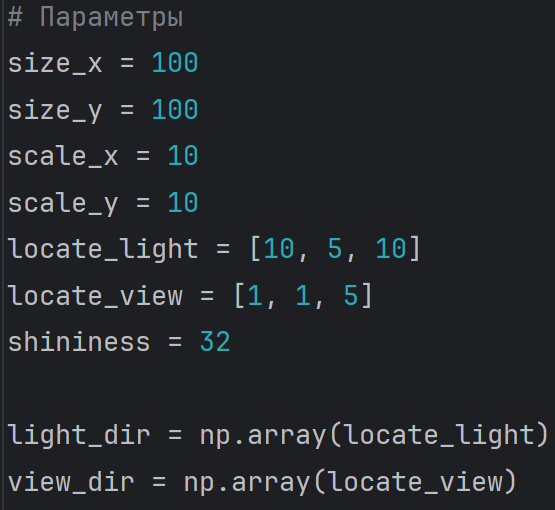 # Параметры
size_x = 100
size_y = 100
scale_x = 10
scale_y = 10
locate_light = [10, 5, 10]
locate_view = [1, 1, 5]
shininess = 32
light_dir = np.array(locate_light)
view_dir = np.array(locate_view)